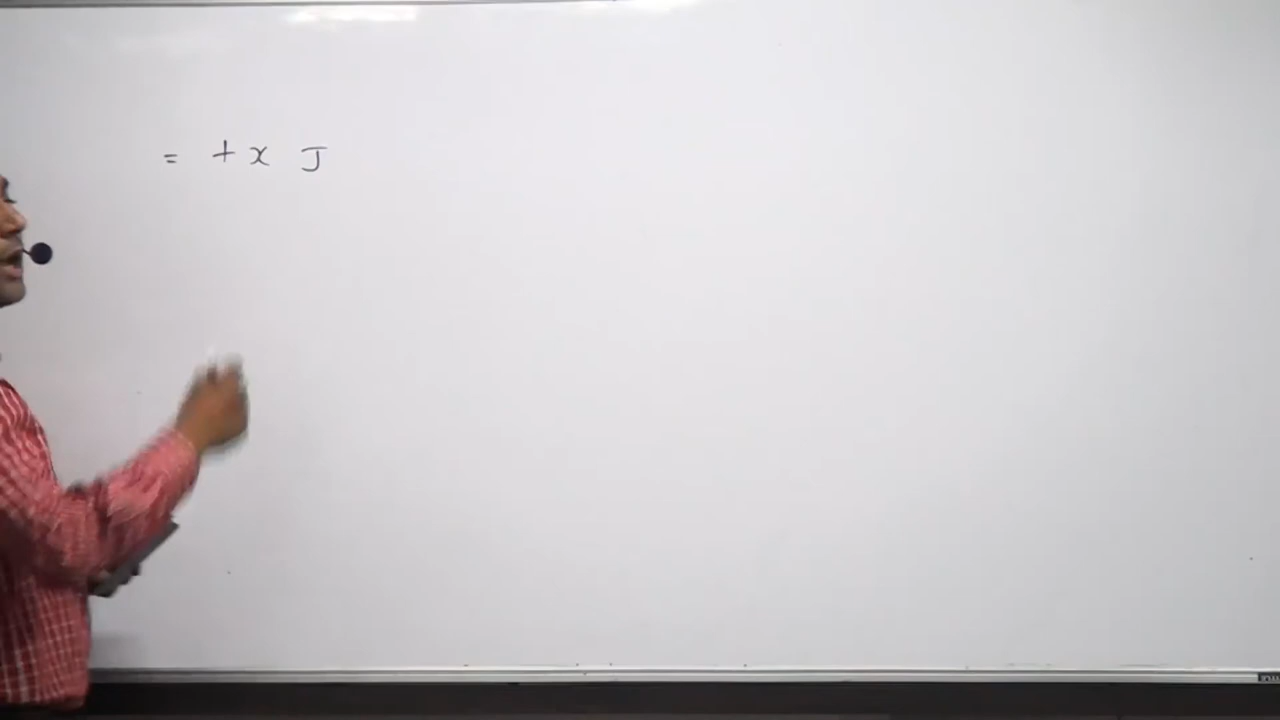 = + x J